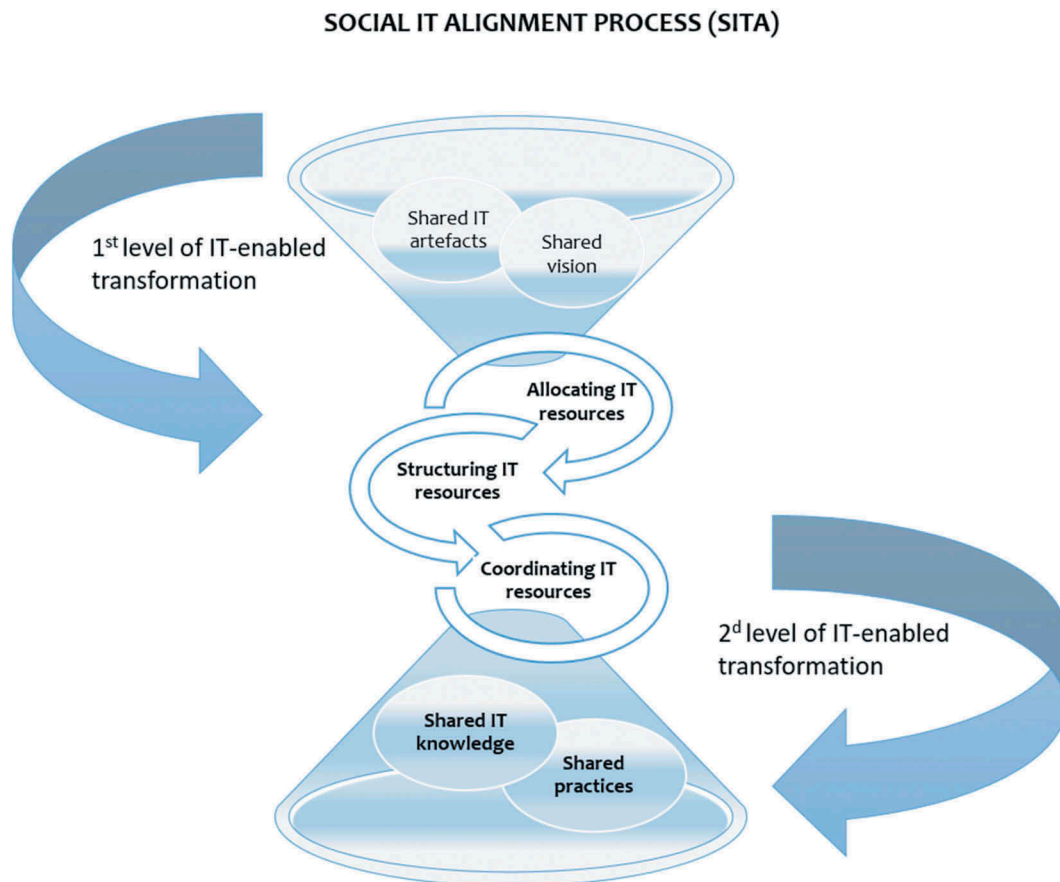 SOCIAL IT ALIGNMENT PROCESS (SITA)
Shared IT
artefacts
Shared
vision
1st level of IT-enabled
transformation
Allocating IT
resources
Structuring IT
resources
Coordinating IT
resources
2d level of IT-enabled
transformation
Shared IT
knowledge
Shared
practices